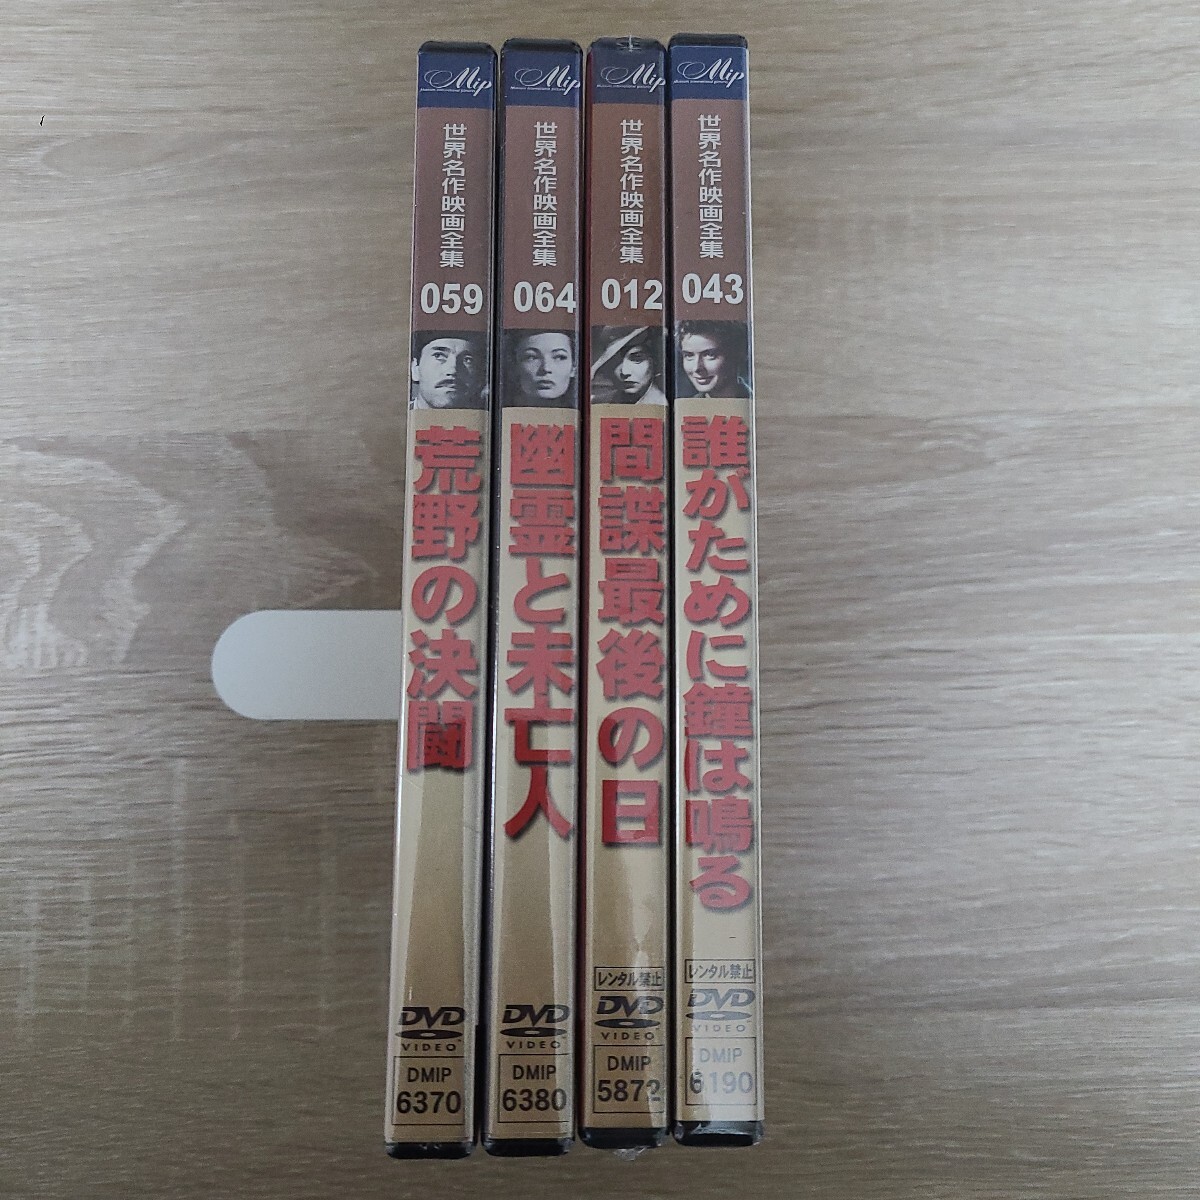 Mip
世界名作映画全集
059
荒野の決闘
DVD
VIDEO
DMIP
6370
Mip
世界名作映画全集
064
幽霊と未亡人
DVD
VIDEO
DMIP
6380
Mip
世界名作映画全集
012
間諜最後の日
レンタル禁止
DVD
VIDEO
DMIP
5872
Mip
世界名作映画全集
043
誰がために鐘は鳴る
レンタル禁止
DVD
VIDEO
DMIP
6190